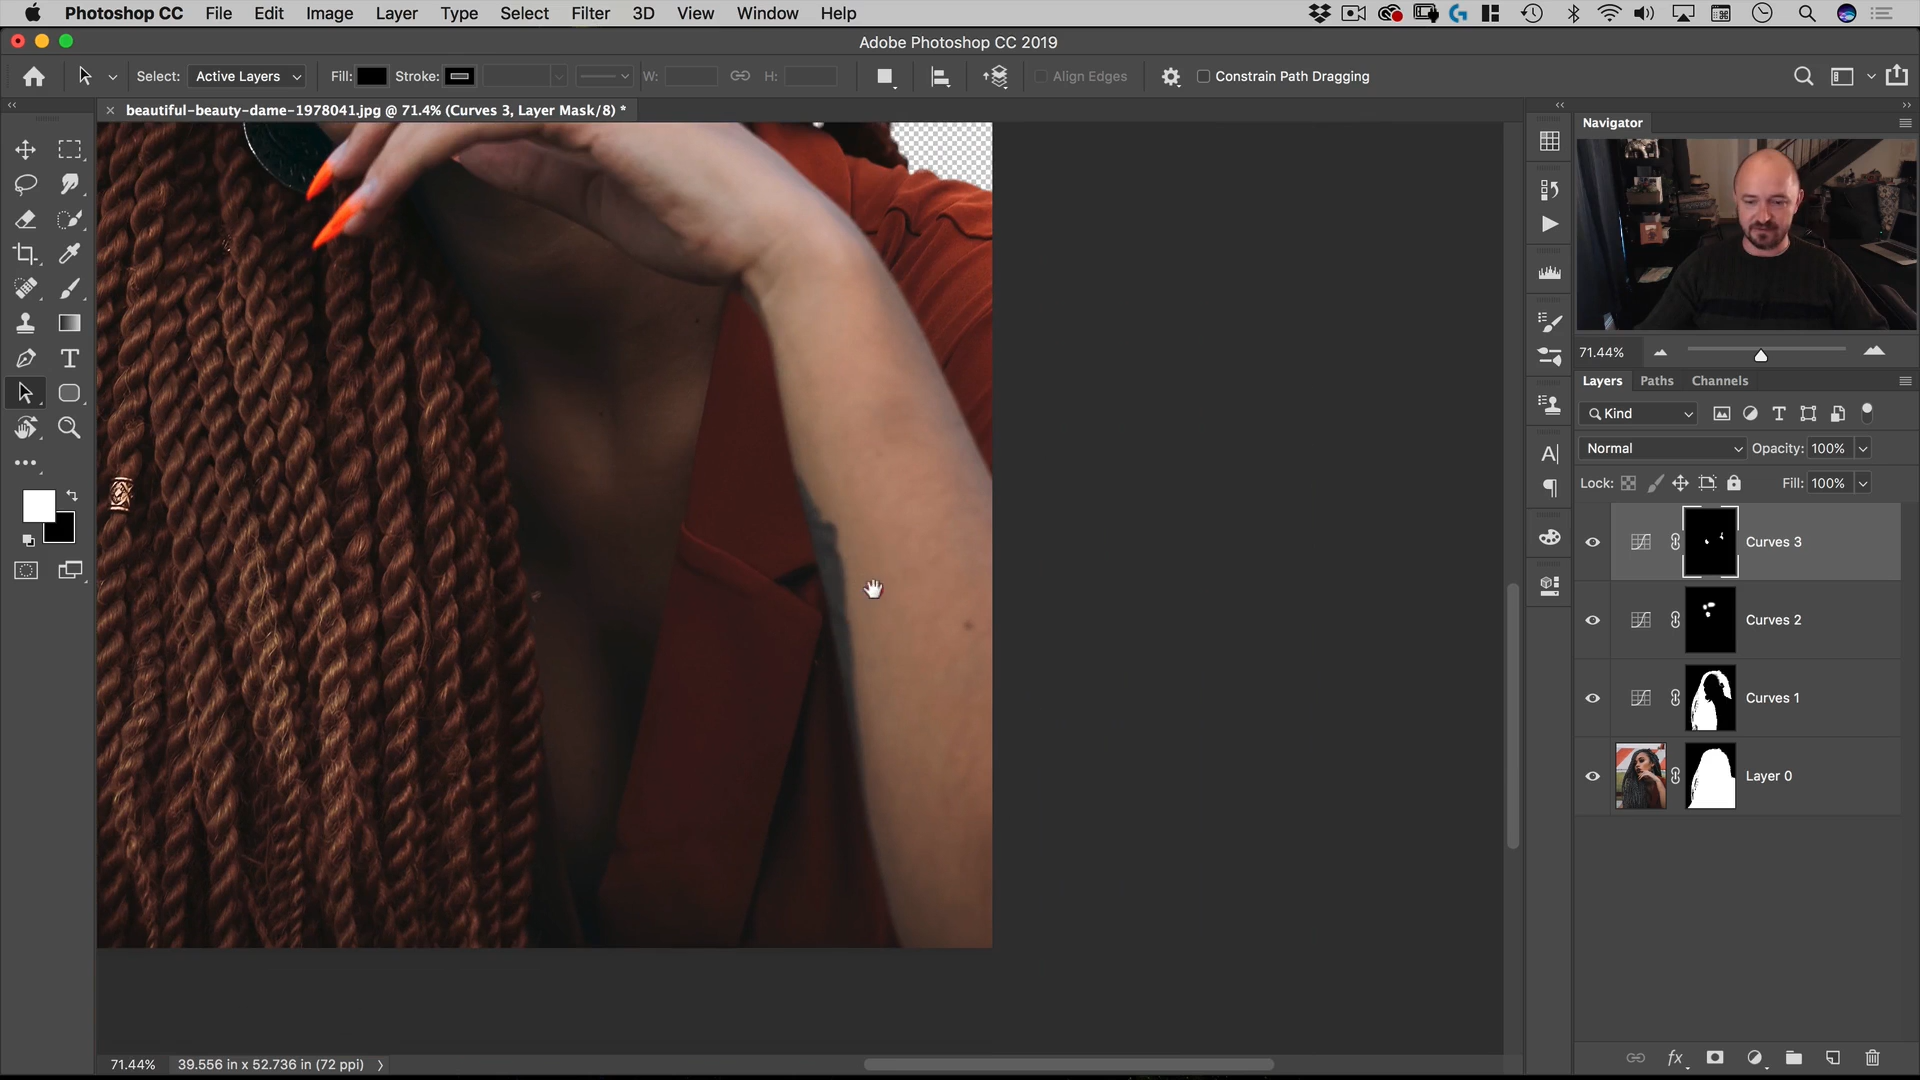 Photoshop CC File Edit Image Layer Type Select Filter 3D View Window Help
Adobe Photoshop CC 2019
Select: Active Layers Fill: Stroke: W: H: Align Edges Constrain Path Dragging
beautiful-beauty-dame-1978041.jpg @ 71.4% (Curves 3, Layer Mask/8) *
Navigator
71.44%
Layers Paths Channels
Kind
Normal Opacity: 100%
Lock: Fill: 100%
Curves 3
Curves 2
Curves 1
Layer 0
71.44% 39.556 in x 52.736 in (72 ppi)